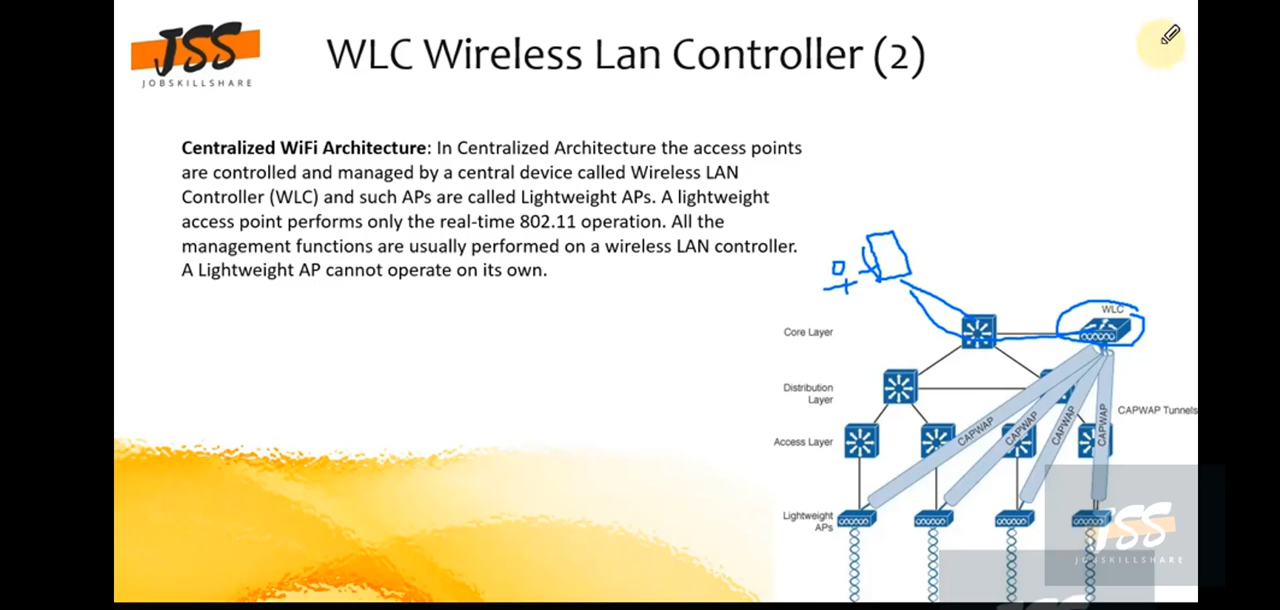 JSS
JOBSKILLSHARE
WLC Wireless Lan Controller (2)
Centralized WiFi Architecture: In Centralized Architecture the access points
are controlled and managed by a central device called Wireless LAN
Controller (WLC) and such APs are called Lightweight APs. A lightweight
access point performs only the real-time 802.11 operation. All the
management functions are usually performed on a wireless LAN controller.
A Lightweight AP cannot operate on its own.
WLC
Core Layer
Distribution
Layer
CAPWAP Tunnels
Access Layer
CAPWAP
CAPWAP
CAPWAP
CAPWAP
Lightweight
APs
JSS
JOBSKILLSHARE
JSS